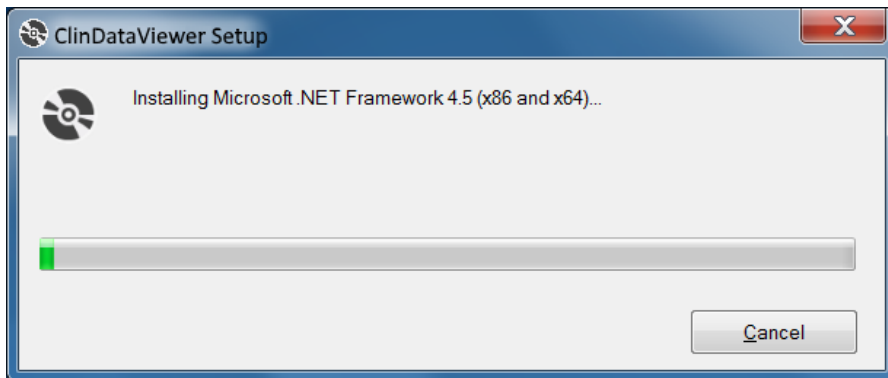 ClinDataViewer Setup
Installing Microsoft .NET Framework 4.5 (x86 and x64)...
Cancel